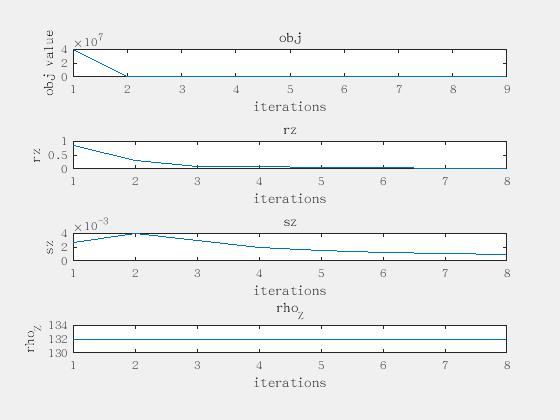 obj
×10⁷
obj value
4
2
0
1 2 3 4 5 6 7 8 9
iterations
rz
rz
1
0.5
0
1 2 3 4 5 6 7 8
iterations
sz
×10⁻³
sz
4
2
0
1 2 3 4 5 6 7 8
iterations
rho_z
rho_z
134
132
130
1 2 3 4 5 6 7 8
iterations